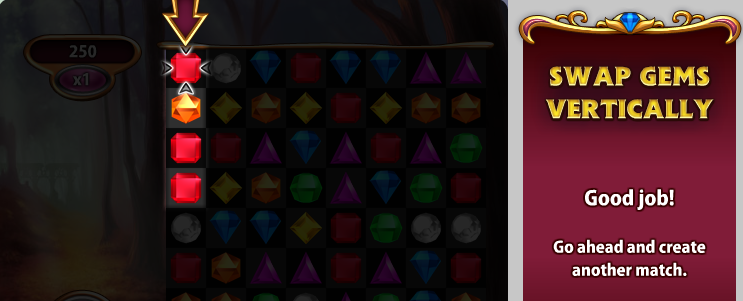 250
x1
SWAP GEMS
VERTICALLY
Good job!
Go ahead and create
another match.